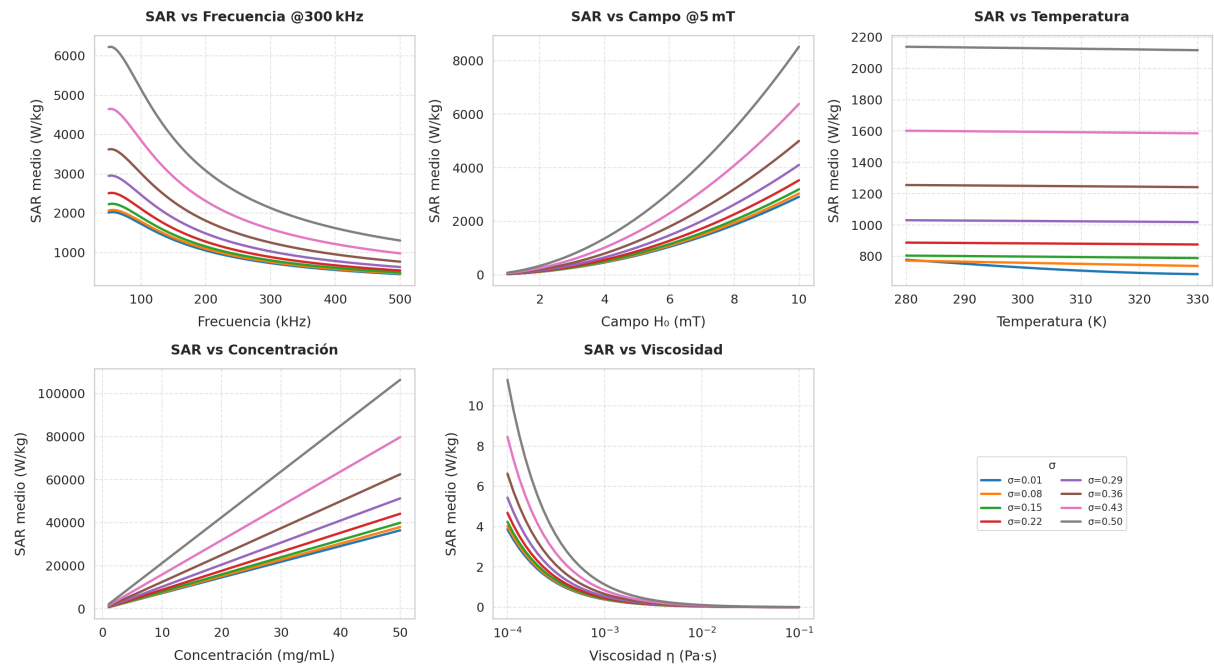 SAR vs Frecuencia @300 kHz
SAR medio (W/kg)
6000
5000
4000
3000
2000
1000
100
200
300
400
500
Frecuencia (kHz)
SAR vs Campo @5 mT
SAR medio (W/kg)
8000
6000
4000
2000
0
2
4
6
8
10
Campo H₀ (mT)
SAR vs Temperatura
SAR medio (W/kg)
2200
2000
1800
1600
1400
1200
1000
800
280
290
300
310
320
330
Temperatura (K)
SAR vs Concentración
SAR medio (W/kg)
100000
80000
60000
40000
20000
0
0
10
20
30
40
50
Concentración (mg/mL)
SAR vs Viscosidad
SAR medio (W/kg)
10
8
6
4
2
0
10⁻⁴
10⁻³
10⁻²
10⁻¹
Viscosidad η (Pa·s)
σ
σ=0.01
σ=0.08
σ=0.15
σ=0.22
σ=0.29
σ=0.36
σ=0.43
σ=0.50